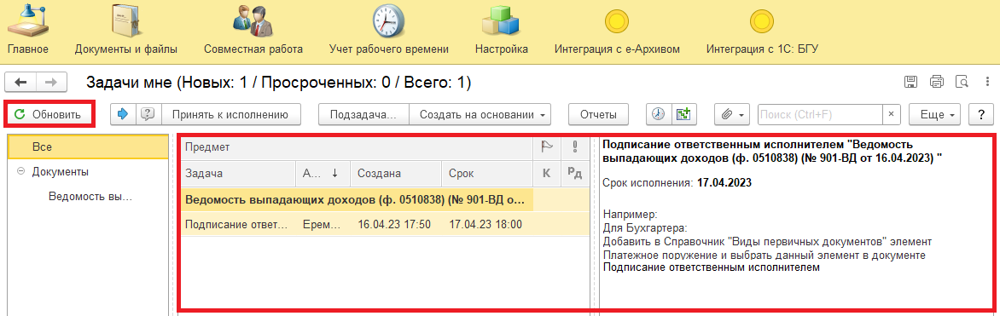 Главное
Документы и файлы
Совместная работа
Учет рабочего времени
Настройка
Интеграция с е-Архивом
Интеграция с 1С: БГУ
Задачи мне (Новых: 1 / Просроченных: 0 / Всего: 1)
Обновить
Принять к исполнению
Подзадача...
Создать на основании
Отчеты
Поиск (Ctrl+F)
×
Еще
?
Все
Документы
Ведомость вы...
Предмет
Задача
А... ↓
Создана
Срок
К
Рд
Ведомость выпадающих доходов (ф. 0510838) (№ 901-ВД о...
Подписание ответ...
Ерем...
16.04.23 17:50
17.04.23 18:00
Подписание ответственным исполнителем "Ведомость
выпадающих доходов (ф. 0510838) (№ 901-ВД от 16.04.2023) "
Срок исполнения: 17.04.2023
Например:
Для Бухгалтера:
Добавить в Справочник "Виды первичных документов" элемент
Платежное поружение и выбрать данный элемент в документе
Подписание ответственным исполнителем